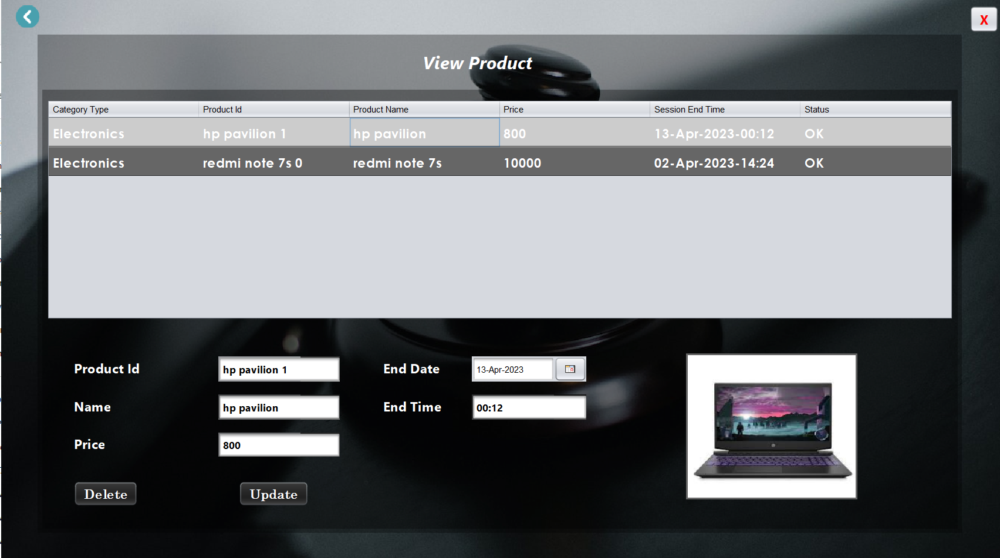 X
View Product
Category Type Product Id Product Name Price Session End Time Status
Electronics hp pavilion 1 hp pavilion 800 13-Apr-2023-00:12 OK
Electronics redmi note 7s 0 redmi note 7s 10000 02-Apr-2023-14:24 OK
Product Id hp pavilion 1 End Date 13-Apr-2023
Name hp pavilion End Time 00:12
Price 800
Delete Update